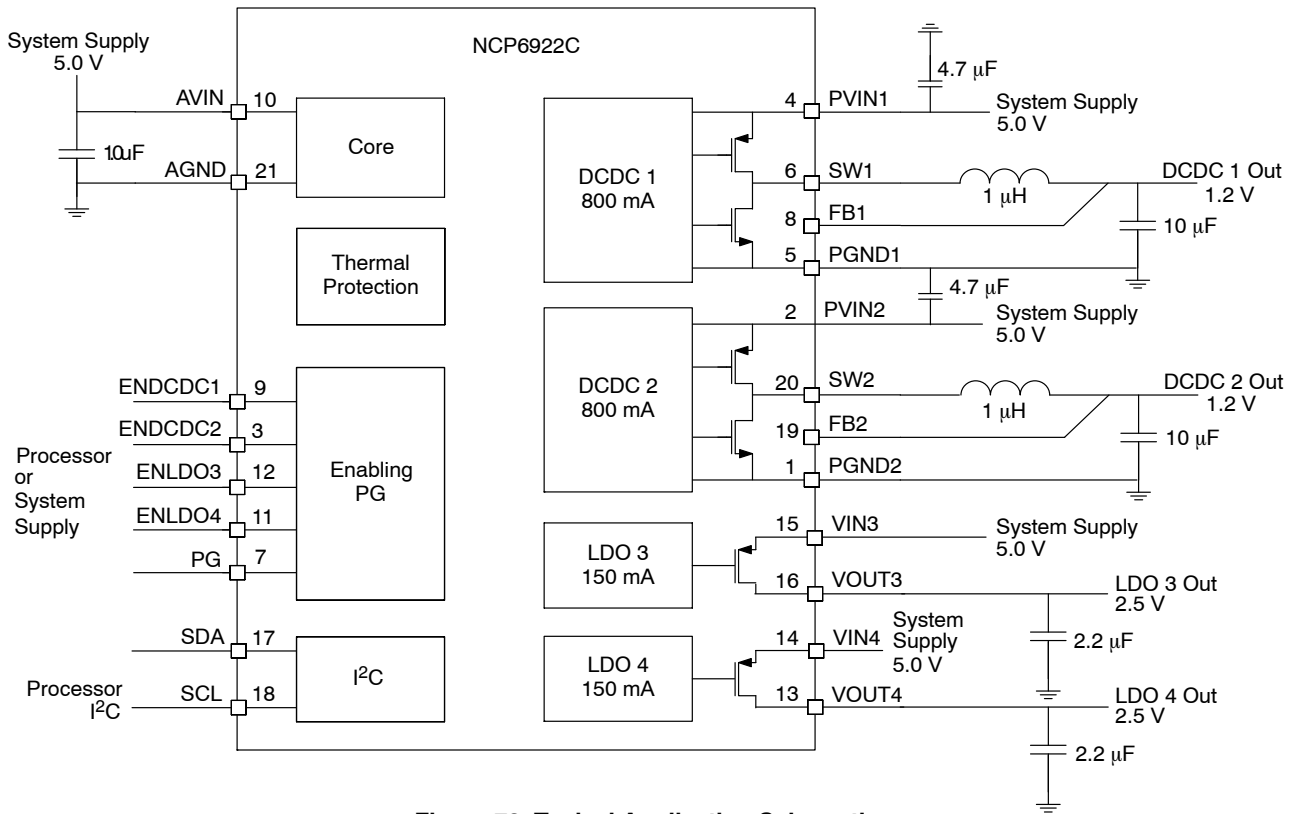 NCP6922C
System Supply
5.0 V
AVIN
10
AGND
21
Core
Thermal
Protection
ENDCDC1
9
ENDCDC2
3
ENLDO3
12
ENLDO4
11
PG
7
Processor
or
System
Supply
Enabling
PG
SDA
17
SCL
18
Processor
I²C
I²C
DCDC 1
800 mA
4
PVIN1
4.7 μF
System Supply
5.0 V
6
SW1
1 μH
DCDC 1 Out
1.2 V
8
FB1
10 μF
5
PGND1
4.7 μF
DCDC 2
800 mA
2
PVIN2
System Supply
5.0 V
20
SW2
1 μH
DCDC 2 Out
1.2 V
19
FB2
10 μF
1
PGND2
LDO 3
150 mA
15
VIN3
System Supply
5.0 V
16
VOUT3
LDO 3 Out
2.5 V
2.2 μF
LDO 4
150 mA
14
VIN4
System
Supply
5.0 V
13
VOUT4
LDO 4 Out
2.5 V
2.2 μF